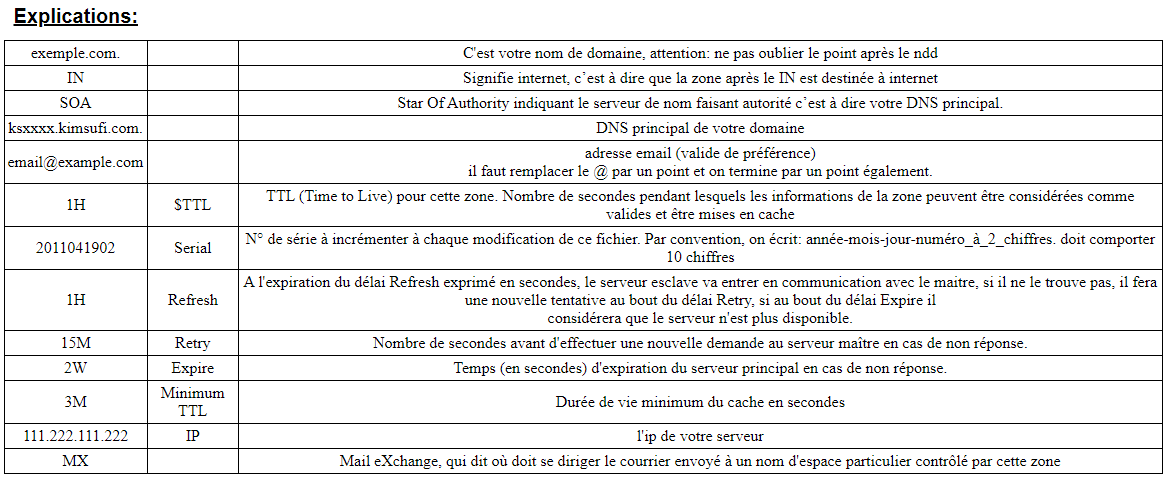 Explications:
exemple.com. C'est votre nom de domaine, attention: ne pas oublier le point après le ndd
IN Signifie internet, c’est à dire que la zone après le IN est destinée à internet
SOA Star Of Authority indiquant le serveur de nom faisant autorité c’est à dire votre DNS principal.
ksxxxx.kimsufi.com. DNS principal de votre domaine
email@example.com adresse email (valide de préférence)
il faut remplacer le @ par un point et on termine par un point également.
1H $TTL TTL (Time to Live) pour cette zone. Nombre de secondes pendant lesquels les informations de la zone peuvent être considérées comme
valides et être mises en cache
2011041902 Serial N° de série à incrémenter à chaque modification de ce fichier. Par convention, on écrit: année-mois-jour-numéro_à_2_chiffres. doit comporter
10 chiffres
1H Refresh A l'expiration du délai Refresh exprimé en secondes, le serveur esclave va entrer en communication avec le maitre, si il ne le trouve pas, il fera
une nouvelle tentative au bout du délai Retry, si au bout du délai Expire il
considérera que le serveur n'est plus disponible.
15M Retry Nombre de secondes avant d'effectuer une nouvelle demande au serveur maître en cas de non réponse.
2W Expire Temps (en secondes) d'expiration du serveur principal en cas de non réponse.
3M Minimum
TTL Durée de vie minimum du cache en secondes
111.222.111.222 IP l'ip de votre serveur
MX Mail eXchange, qui dit où doit se diriger le courrier envoyé à un nom d'espace particulier contrôlé par cette zone